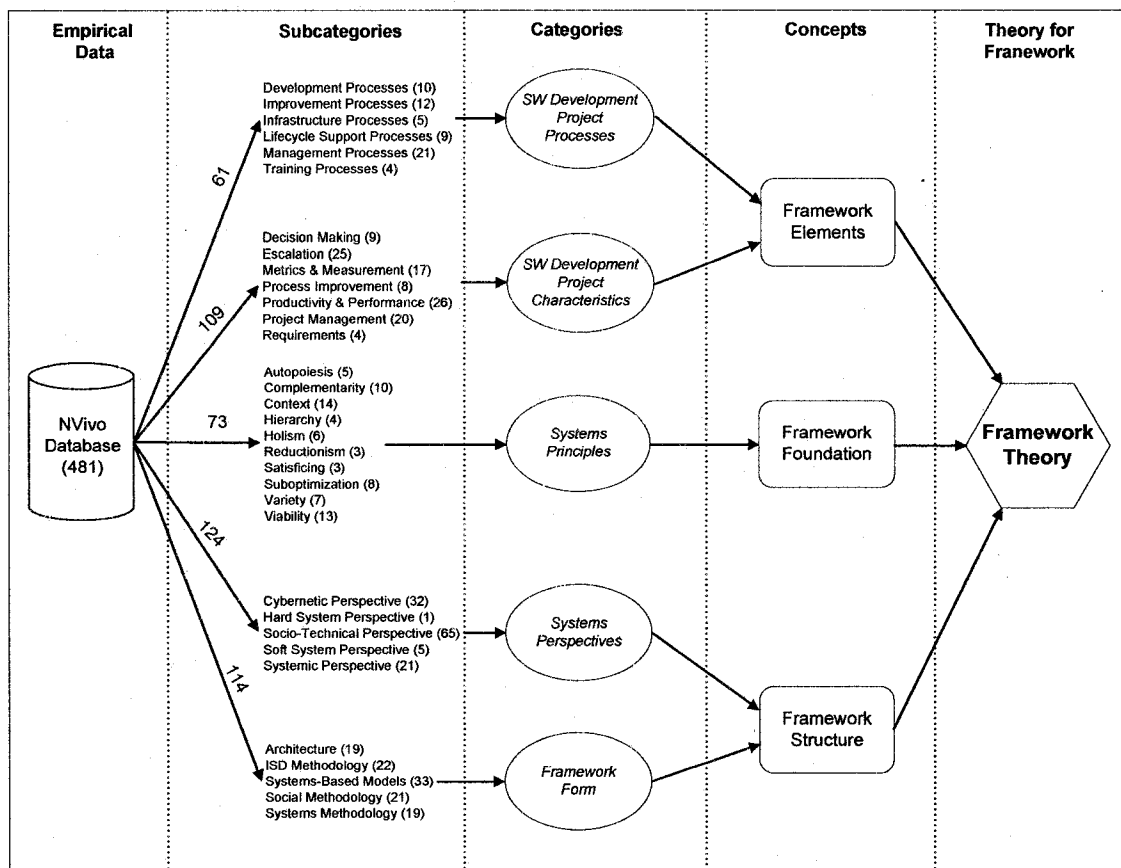 Empirical
Data
Subcategories
Categories
Concepts
Theory for
Franework
Development Processes (10)
Improvement Processes (12)
Infrastructure Processes (5)
Lifecycle Support Processes (9)
Management Processes (21)
Training Processes (4)
SW Development
Project
Processes
61
Framework
Elements
Decision Making (9)
Escalation (25)
Metrics & Measurement (17)
Process Improvement (8)
Productivity & Performance (26)
Project Management (20)
Requirements (4)
SW Development
Project
Characteristics
109
NVivo
Database
(481)
73
Autopoiesis (5)
Complementarity (10)
Context (14)
Hierarchy (4)
Holism (6)
Reductionism (3)
Satisficing (3)
Suboptimization (8)
Variety (7)
Viability (13)
Systems
Principles
Framework
Foundation
Framework
Theory
124
Cybernetic Perspective (32)
Hard System Perspective (1)
Socio-Technical Perspective (65)
Soft System Perspective (5)
Systemic Perspective (21)
Systems
Perspectives
114
Framework
Structure
Architecture (19)
ISD Methodology (22)
Systems-Based Models (33)
Social Methodology (21)
Systems Methodology (19)
Framework
Form